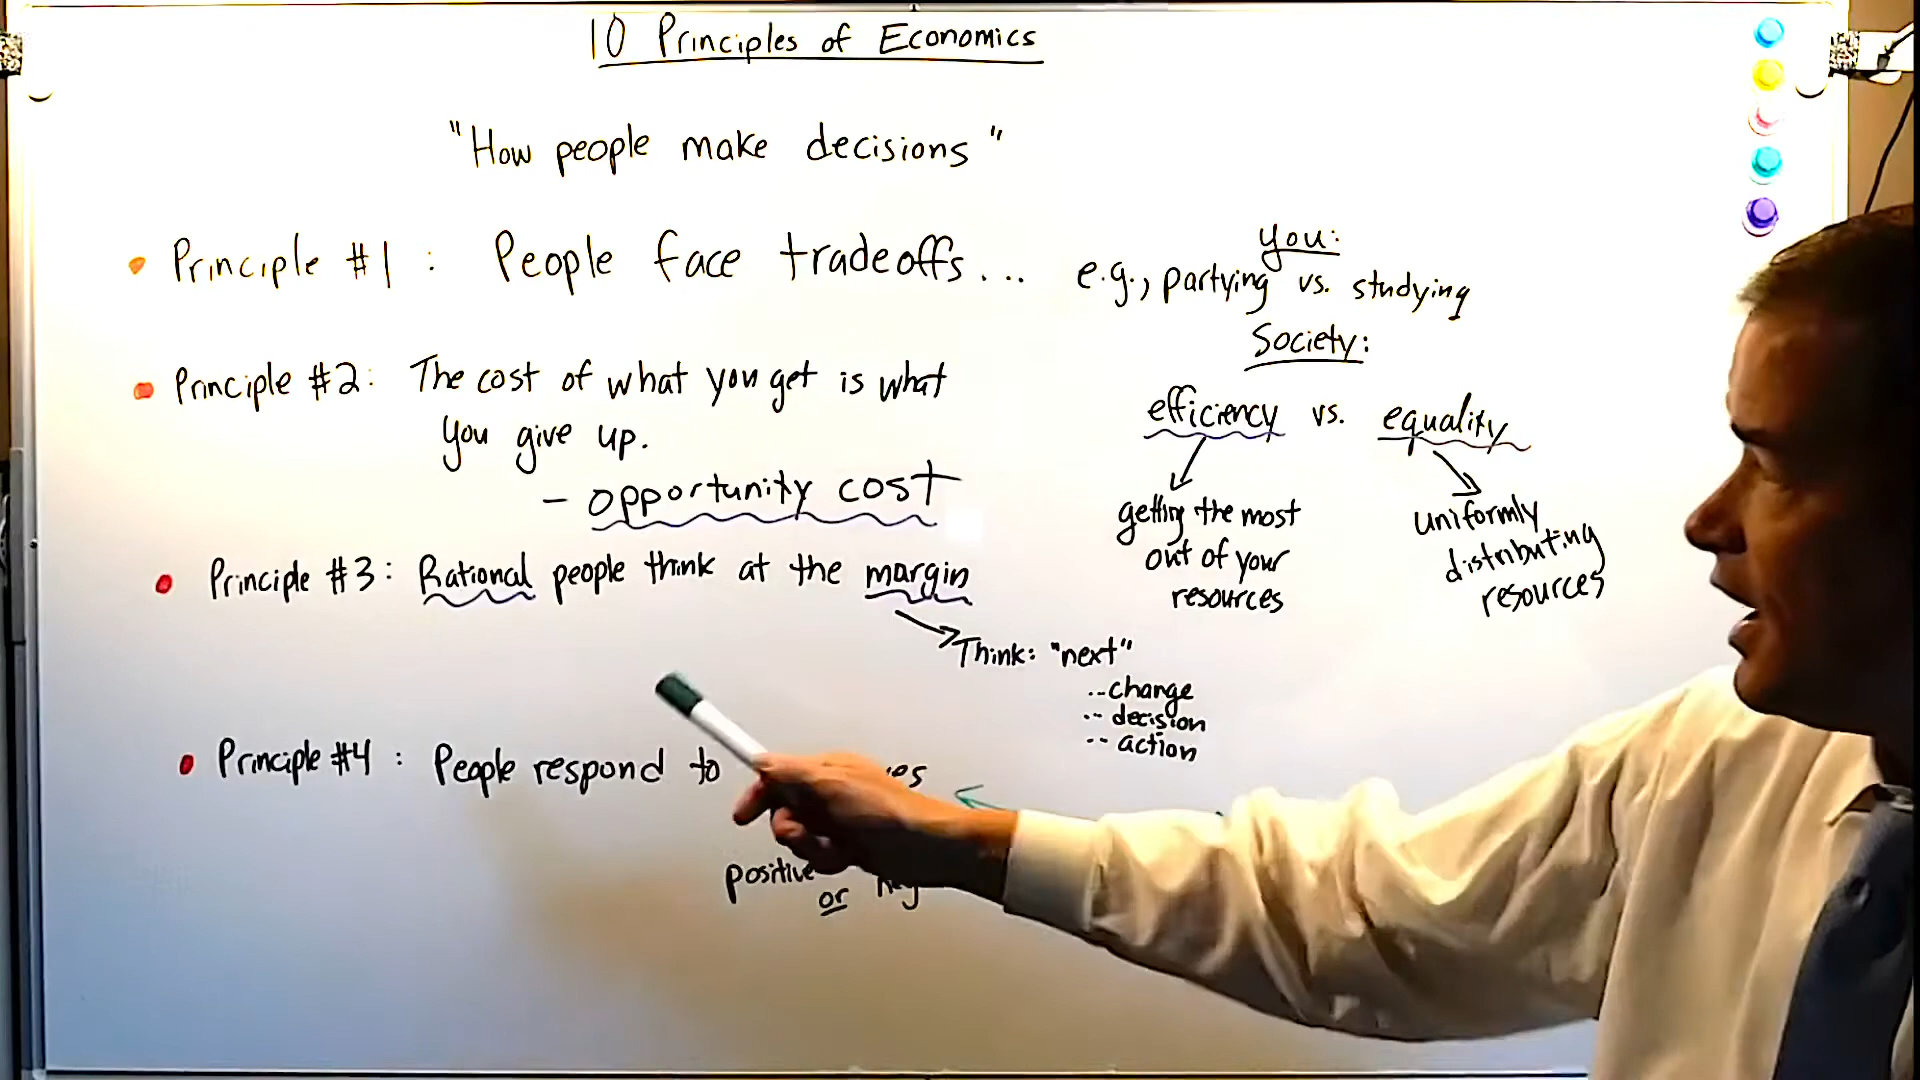 10 Principles of Economics
"How people make decisions"
• Principle #1 : People face tradeoffs...
you:
e.g., partying vs. studying
Society:
efficiency vs. equality
getting the most
out of your
resources
uniformly
distributing
resources
• Principle #2: The cost of what you get is what
you give up.
- opportunity cost
• Principle #3: Rational people think at the margin
Think: "next"
-- change
-- decision
-- action
• Principle #4 : People respond to
positive
or